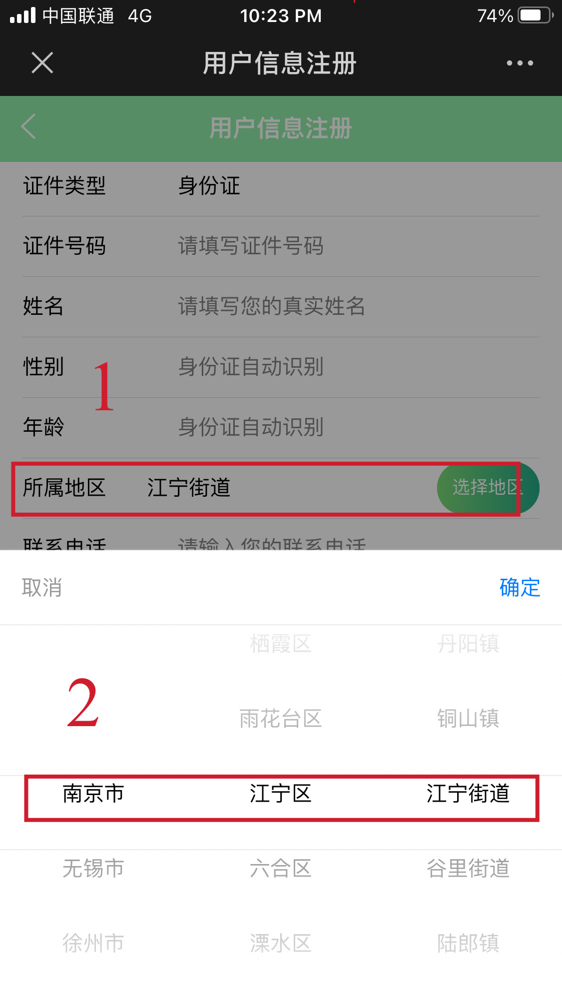 中国联通 4G 10:23 PM 74%
用户信息注册
用户信息注册
证件类型 身份证
证件号码 请填写证件号码
姓名 请填写您的真实姓名
性别 身份证自动识别
1
年龄 身份证自动识别
所属地区 江宁街道 选择地区
联系电话 请输入您的联系电话
取消 确定
栖霞区 丹阳镇
2
雨花台区 铜山镇
南京市 江宁区 江宁街道
无锡市 六合区 谷里街道
徐州市 溧水区 陆郎镇